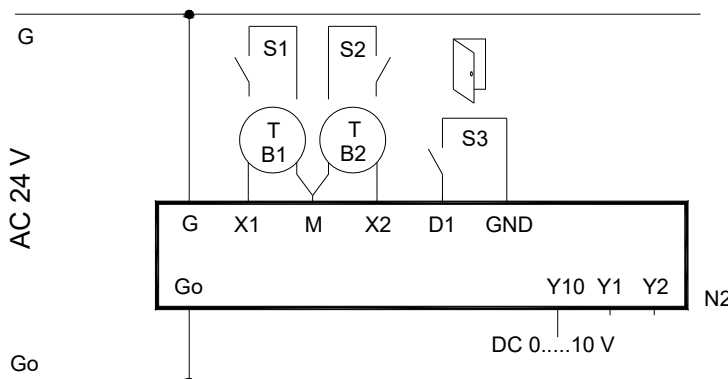 G
S1 S2
T T
B1 B2
S3
AC 24 V
G X1 M X2 D1 GND
Go Y10 Y1 Y2
N2
DC 0.....10 V
Go